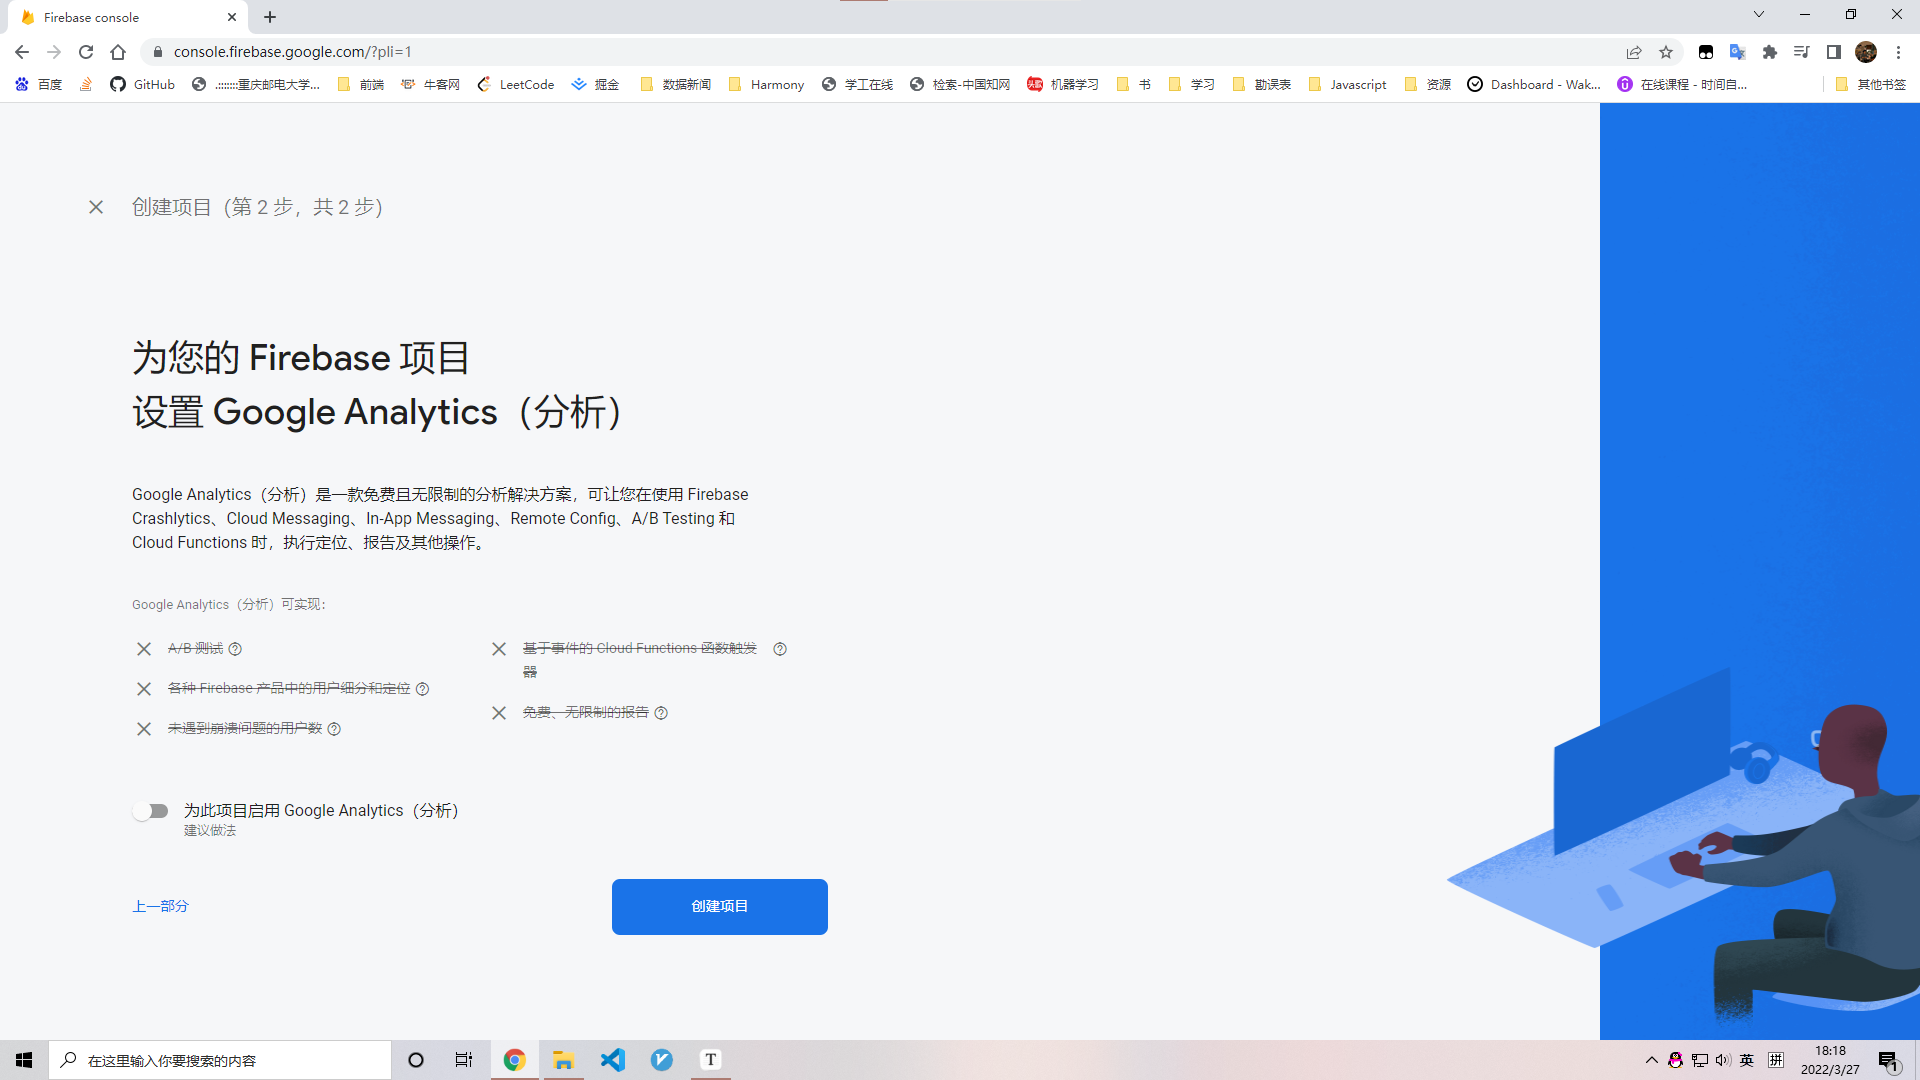 Firebase console
console.firebase.google.com/?pli=1
百度
GitHub
.:::::::重庆邮电大学...
前端
牛客网
LeetCode
掘金
数据新闻
Harmony
学工在线
检索-中国知网
机器学习
书
学习
勘误表
Javascript
资源
Dashboard - Wak...
在线课程 - 时间自...
其他书签
创建项目（第 2 步，共 2 步）
为您的 Firebase 项目
设置 Google Analytics（分析）
Google Analytics（分析）是一款免费且无限制的分析解决方案，可让您在使用 Firebase
Crashlytics、Cloud Messaging、In-App Messaging、Remote Config、A/B Testing 和
Cloud Functions 时，执行定位、报告及其他操作。
Google Analytics（分析）可实现：
A/B 测试
各种 Firebase 产品中的用户细分和定位
未遇到崩溃问题的用户数
基于事件的 Cloud Functions 函数触发
器
免费、无限制的报告
为此项目启用 Google Analytics（分析）
建议做法
上一部分
创建项目
在这里输入你要搜索的内容
T
英
拼
18:18
2022/3/27
1